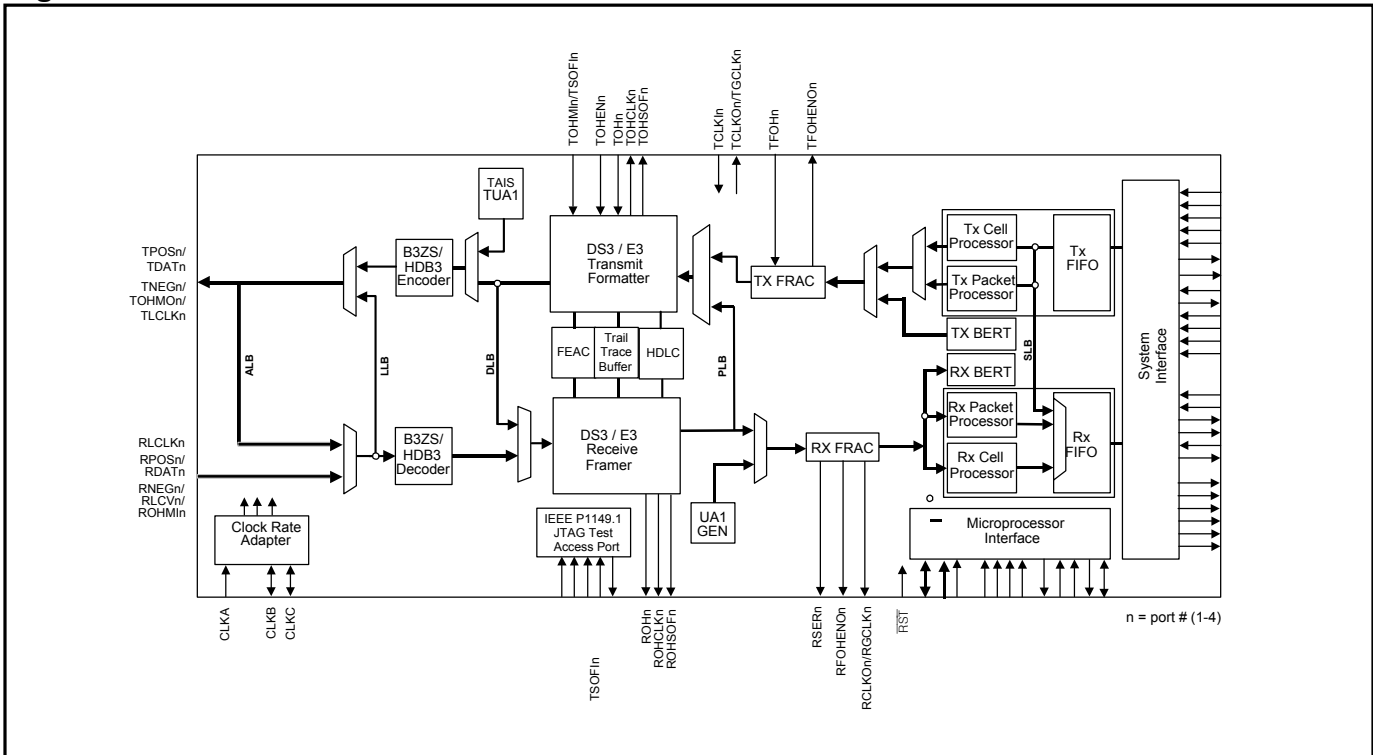 TOHMIn/TSOFIn
TOHENn
TOHn
TOHCLKn
TOHSOFn
TCLKIn
TCLKOn/TGCLKn
TFOHn
TFOHENOn
TAIS
TUA1
TPOSn/
TDATn
TNEGn/
TOHMOn/
TLCLKn
B3ZS/
HDB3
Encoder
DS3 / E3
Transmit
Formatter
TX FRAC
Tx Cell
Processor
Tx Packet
Processor
Tx
FIFO
TX BERT
System
Interface
ALB
LLB
DLB
FEAC
Trail
Trace
Buffer
HDLC
PLB
SLB
RX BERT
RLCLKn
RPOSn/
RDATn
RNEGn/
RLCVn/
ROHMIn
B3ZS/
HDB3
Decoder
DS3 / E3
Receive
Framer
RX FRAC
Rx Packet
Processor
Rx Cell
Processor
Rx
FIFO
UA1
GEN
Clock Rate
Adapter
IEEE P1149.1
JTAG Test
Access Port
Microprocessor
Interface
CLKA
CLKB
CLKC
TSOFIn
ROHn
ROHCLKn
ROHSOFn
RSERn
RFOHENOn
RCLKOn/RGCLKn
RST
n = port # (1-4)